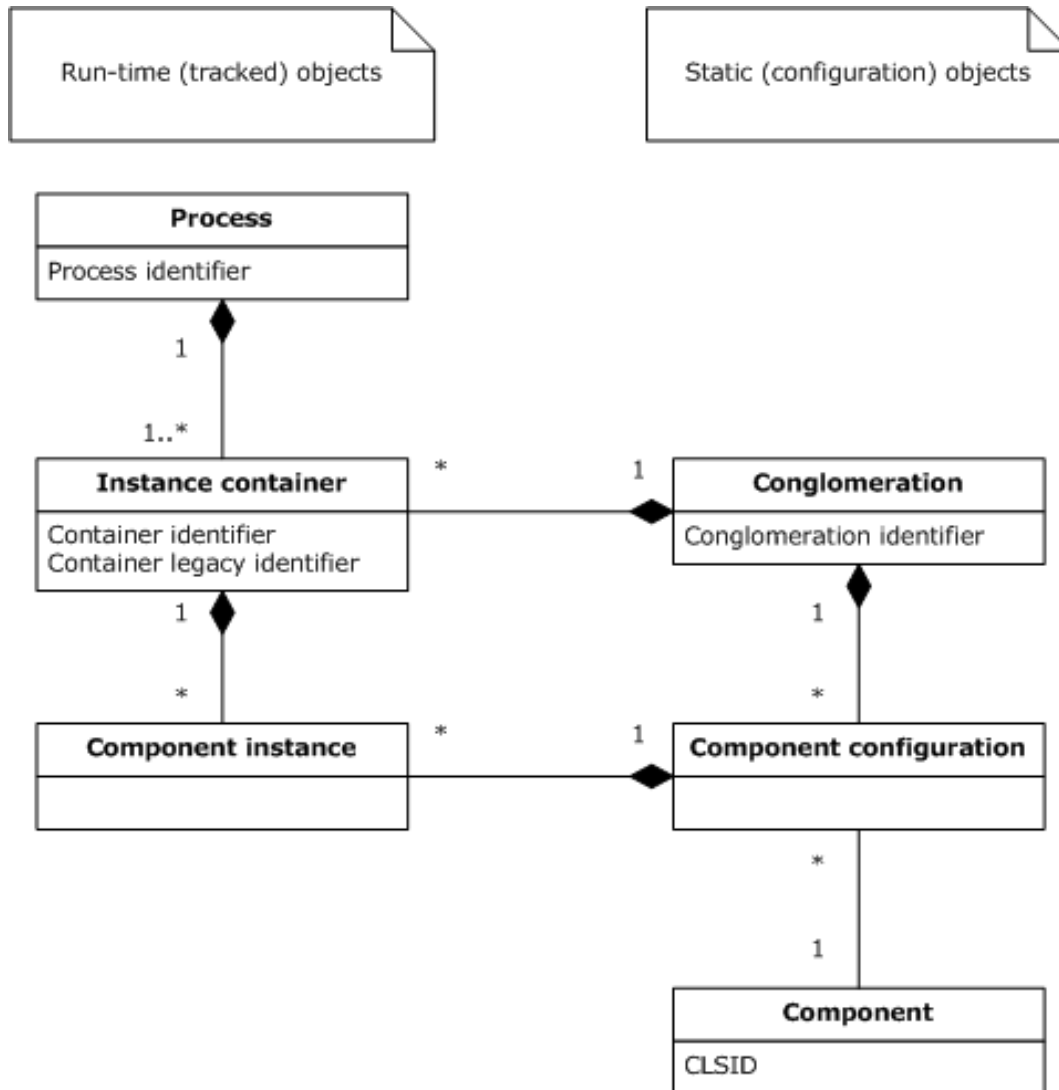 Run-time (tracked) objects
Static (configuration) objects
Process
Process identifier
1
1..*
Instance container
Container identifier
Container legacy identifier
*
1
Conglomeration
Conglomeration identifier
1
*
1
*
Component instance
*
1
Component configuration
*
1
Component
CLSID